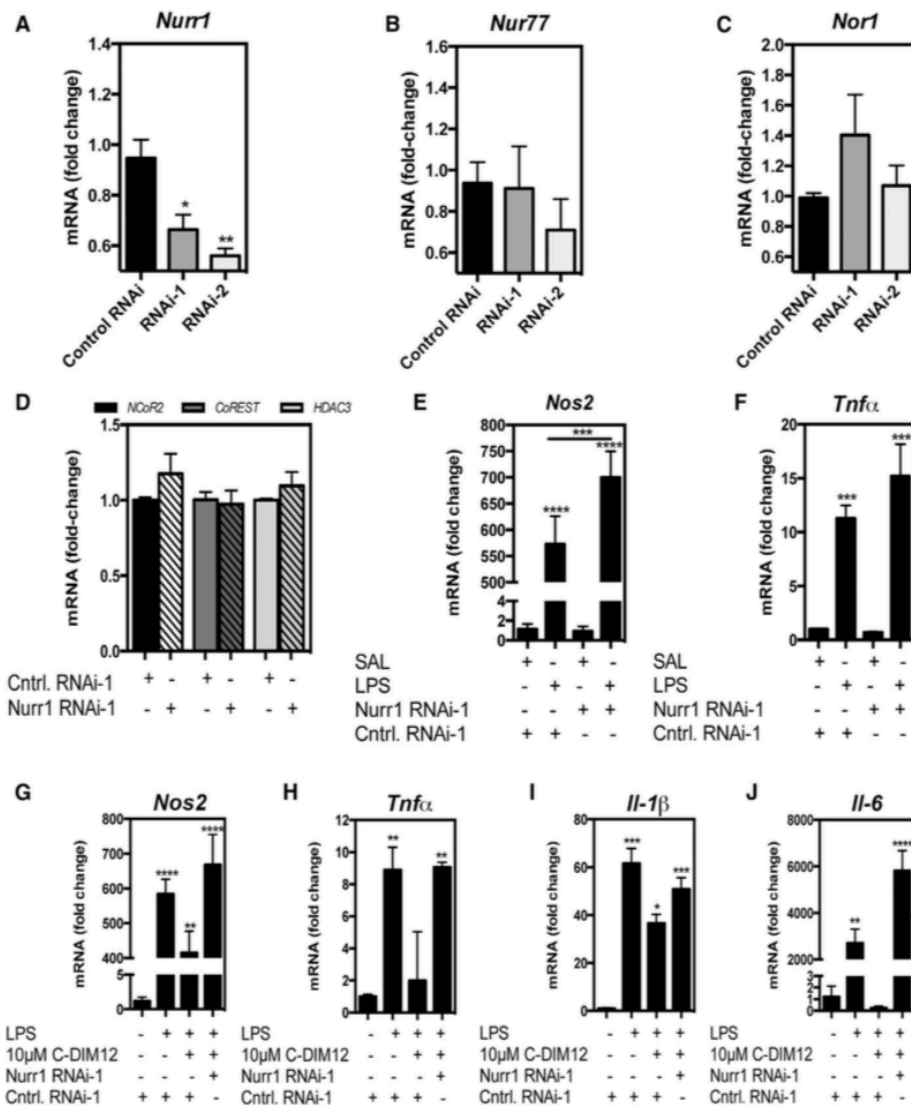 A Nurr1
mRNA (fold change)
1.4
1.2
1.0
0.8
0.6
*
**
Control RNAi
RNAi-1
RNAi-2
B Nur77
mRNA (fold-change)
1.6
1.4
1.2
1.0
0.8
0.6
Control RNAi
RNAi-1
RNAi-2
C Nor1
mRNA (fold-change)
2.0
1.8
1.6
1.4
1.2
1.0
0.8
Control RNAi
RNAi-1
RNAi-2
D NCoR2 CoREST HDAC3
mRNA (fold-change)
1.5
1.0
0.5
0.0
Cntrl. RNAi-1 + - + - + -
Nurr1 RNAi-1 - + - + - +
E Nos2
mRNA (fold change)
800
750
700
650
600
550
500
4
2
0
***
****
****
SAL + - + -
LPS - + - +
Nurr1 RNAi-1 - - + +
Cntrl. RNAi-1 + + - -
F Tnfα
mRNA (fold change)
20
15
10
5
0
***
***
SAL + - + -
LPS - + - +
Nurr1 RNAi-1 - - + +
Cntrl. RNAi-1 + + - -
G Nos2
mRNA (fold change)
800
700
600
500
400
5
0
****
**
****
LPS - + + +
10µM C-DIM12 - - + +
Nurr1 RNAi-1 - - - +
Cntrl. RNAi-1 + + + -
H Tnfα
mRNA (fold change)
12
10
8
6
4
2
0
**
**
LPS - + + +
10µM C-DIM12 - - + +
Nurr1 RNAi-1 - - - +
Cntrl. RNAi-1 + + + -
I Il-1β
mRNA (fold change)
80
60
40
20
0
***
*
***
LPS - + + +
10µM C-DIM12 - - + +
Nurr1 RNAi-1 - - - +
Cntrl. RNAi-1 + + + -
J Il-6
mRNA (fold change)
8000
6000
4000
2000
3
2
1
0
**
****
LPS - + + +
10µM C-DIM12 - - + +
Nurr1 RNAi-1 - - - +
Cntrl. RNAi-1 + + + -